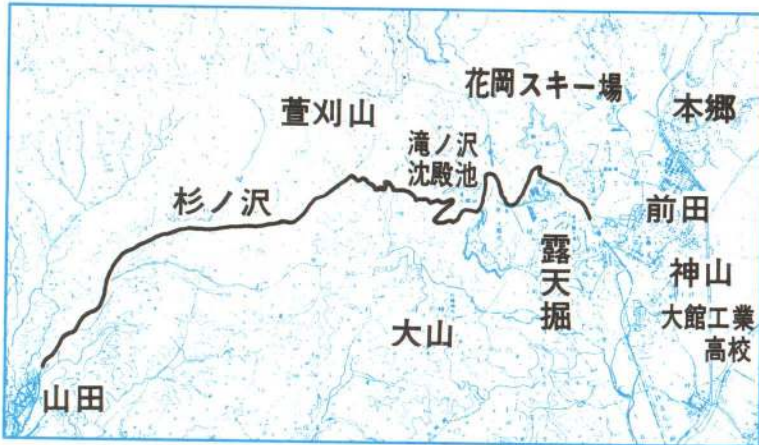 花岡スキー場
本郷
萱刈山
滝ノ沢
沈殿池
杉ノ沢
前田
露天掘
神山
大山
大館工業
高校
山田